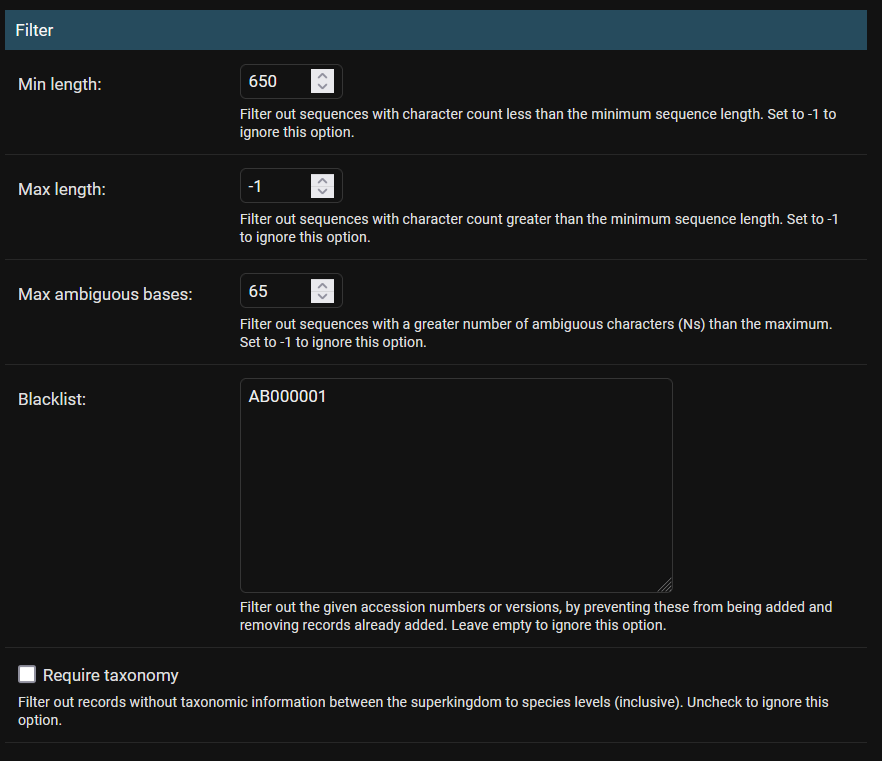 Filter
Min length:
650
Filter out sequences with character count less than the minimum sequence length. Set to -1 to
ignore this option.
Max length:
-1
Filter out sequences with character count greater than the minimum sequence length. Set to -1
to ignore this option.
Max ambiguous bases:
65
Filter out sequences with a greater number of ambiguous characters (Ns) than the maximum.
Set to -1 to ignore this option.
Blacklist:
AB000001
Filter out the given accession numbers or versions, by preventing these from being added and
removing records already added. Leave empty to ignore this option.
Require taxonomy
Filter out records without taxonomic information between the superkingdom to species levels (inclusive). Uncheck to ignore this
option.